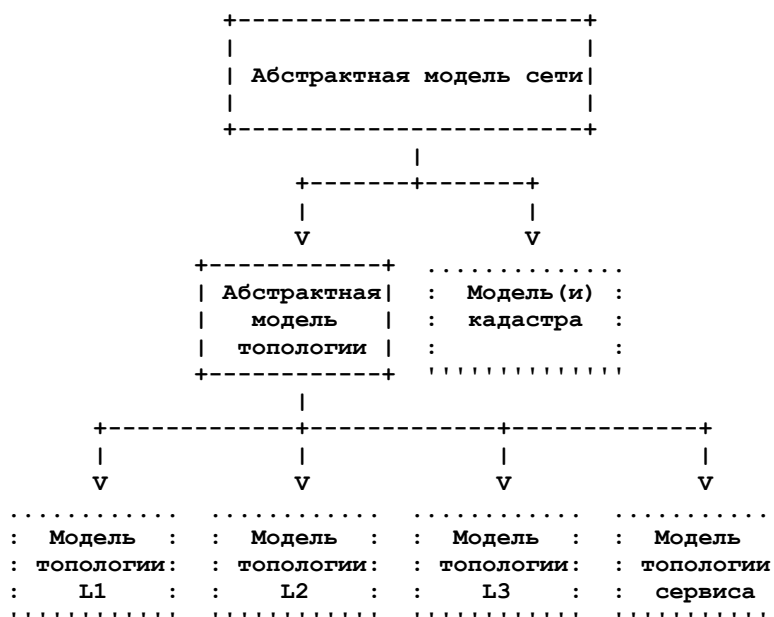 Абстрактная модель сети
Абстрактная Модель(и)
модель кадастра
топологии
Модель Модель Модель Модель
топологии топологии топологии топологии
L1 L2 L3 сервиса